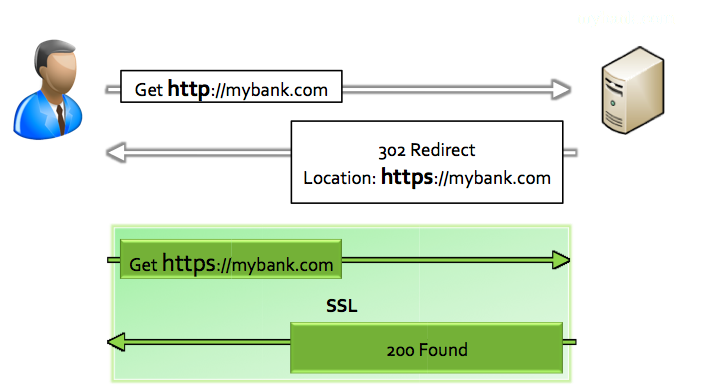 Get http://mybank.com
302 Redirect
Location: https://mybank.com
Get https://mybank.com
SSL
200 Found